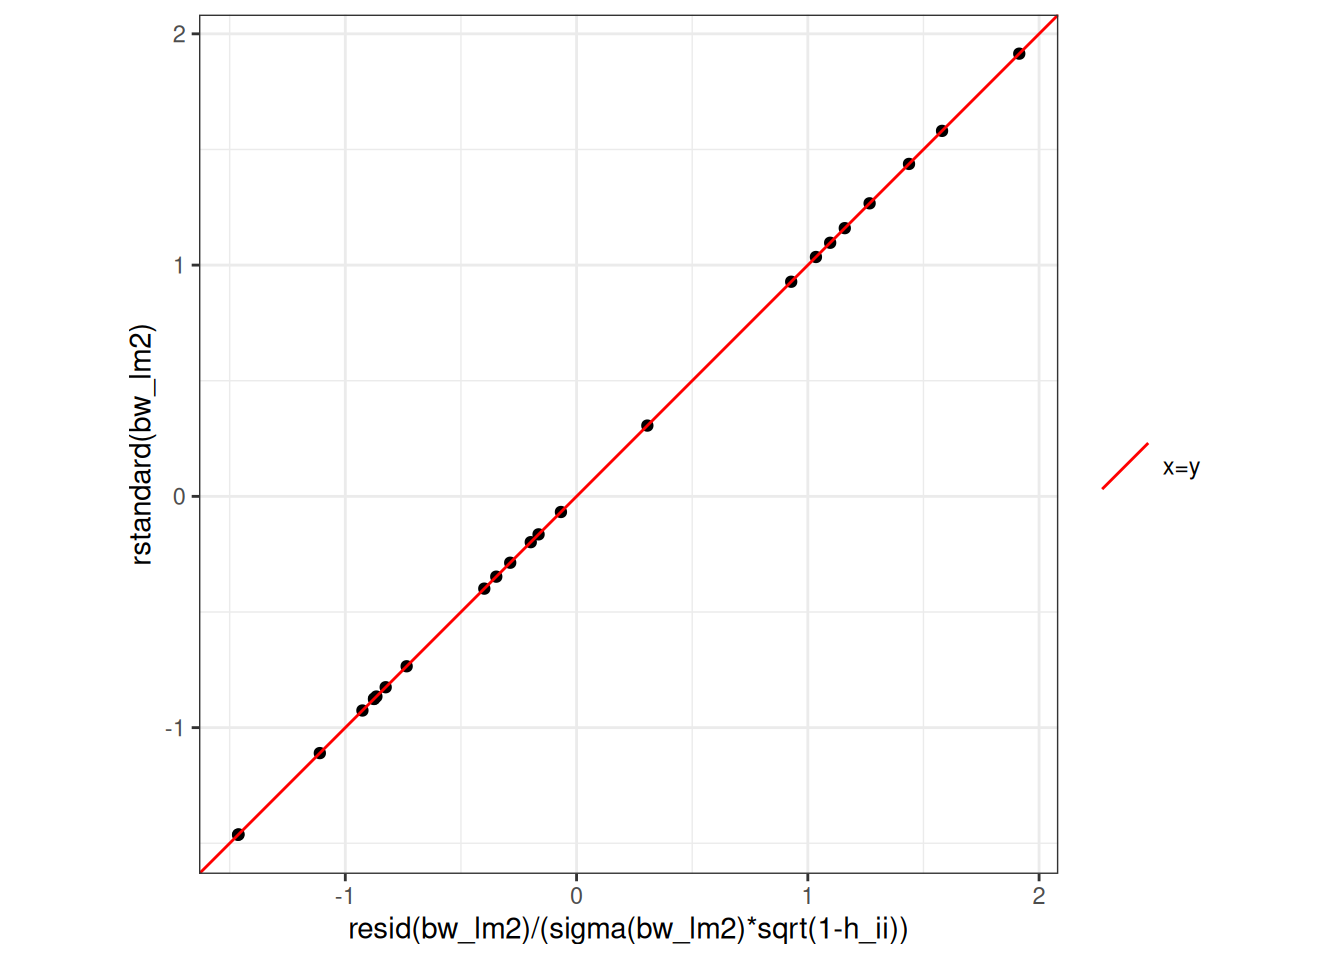 2
1
0
-1
rstandard(bw_lm2)
-1
0
1
2
resid(bw_lm2)/(sigma(bw_lm2)*sqrt(1-h_ii))
x=y